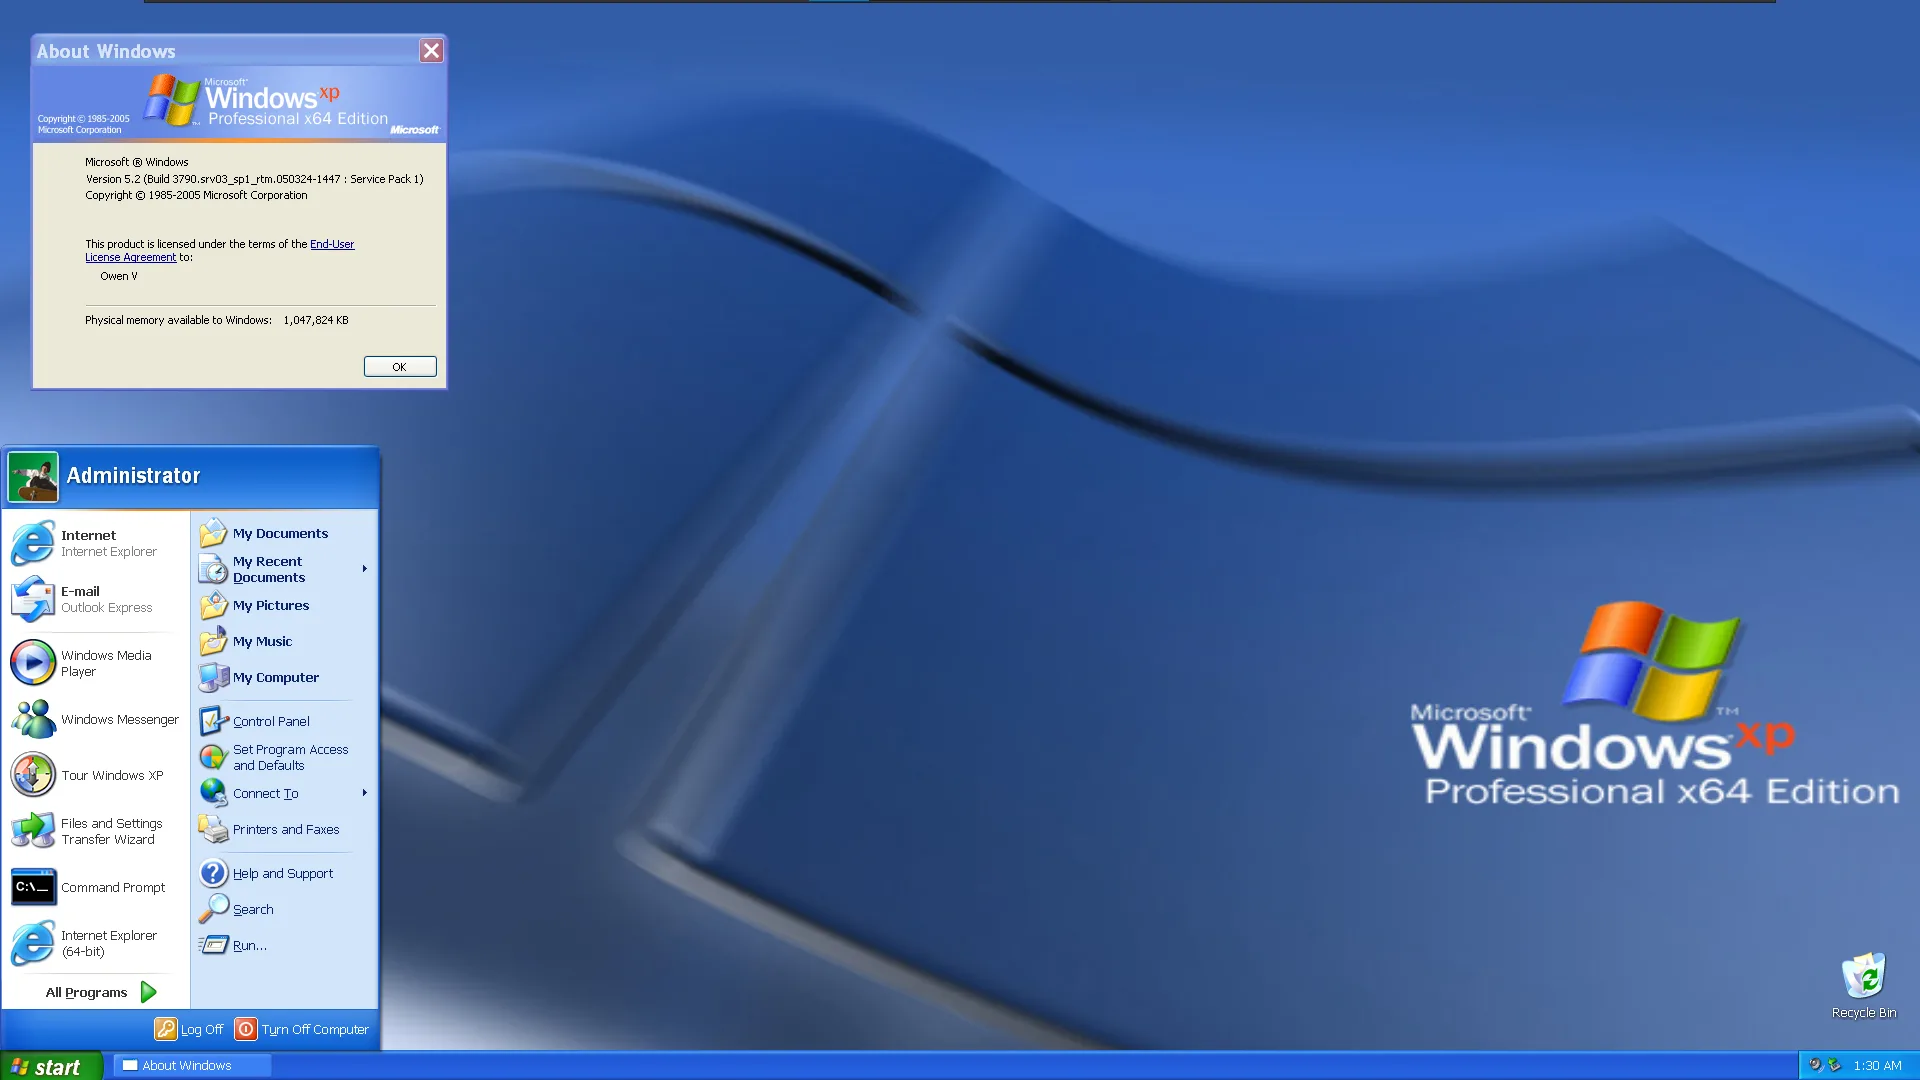 About Windows
Microsoft®
Windows xp
Professional x64 Edition
Copyright © 1985-2005
Microsoft Corporation
Microsoft
Microsoft ® Windows
Version 5.2 (Build 3790.srv03_sp1_rtm.050324-1447 : Service Pack 1)
Copyright © 1985-2005 Microsoft Corporation
This product is licensed under the terms of the End-User
License Agreement to:
Owen V
Physical memory available to Windows: 1,047,824 KB
OK
Administrator
Internet
Internet Explorer
E-mail
Outlook Express
Windows Media
Player
Windows Messenger
Tour Windows XP
Files and Settings
Transfer Wizard
C:\_
Command Prompt
Internet Explorer
(64-bit)
All Programs
My Documents
My Recent
Documents
My Pictures
My Music
My Computer
Control Panel
Set Program Access
and Defaults
Connect To
Printers and Faxes
Help and Support
Search
Run...
Log Off
Turn Off Computer
Microsoft®
Windows xp
Professional x64 Edition
™
Recycle Bin
start
About Windows
1:30 AM